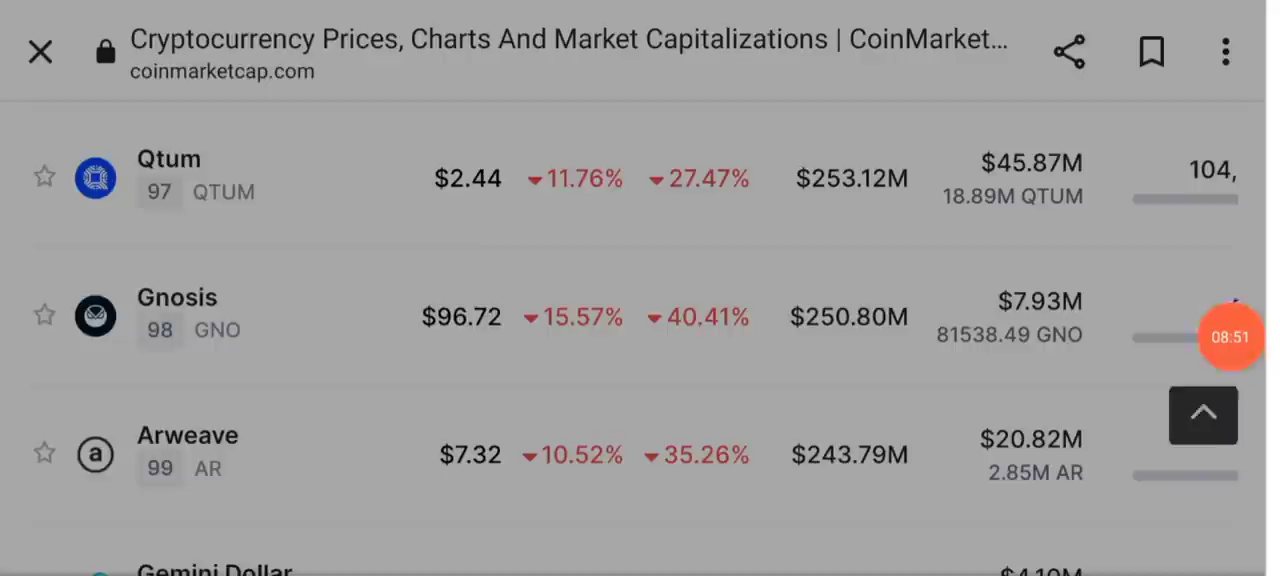 Cryptocurrency Prices, Charts And Market Capitalizations | CoinMarket...
coinmarketcap.com
Qtum
97 QTUM
$2.44 11.76% 27.47% $253.12M
$45.87M
18.89M QTUM
104,
Gnosis
98 GNO
$96.72 15.57% 40.41% $250.80M
$7.93M
81538.49 GNO
08:51
Arweave
99 AR
$7.32 10.52% 35.26% $243.79M
$20.82M
2.85M AR
Gemini Dollar
$4.10M